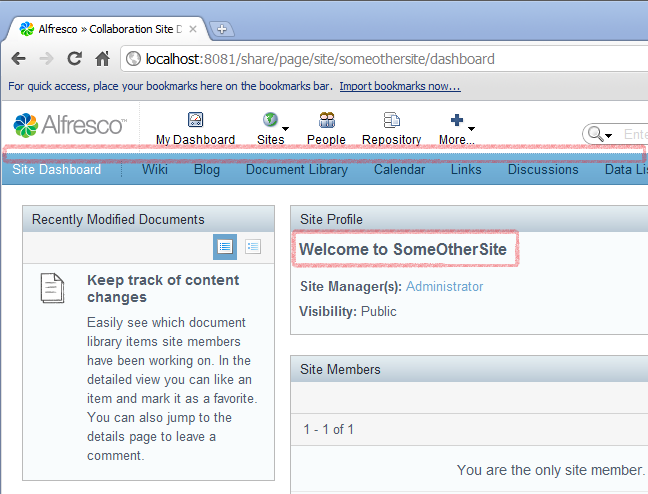 Alfresco » Collaboration Site D
localhost:8081/share/page/site/someothersite/dashboard
For quick access, place your bookmarks here on the bookmarks bar. Import bookmarks now...
Alfresco™
My Dashboard Sites People Repository More... Ente
Site Dashboard Wiki Blog Document Library Calendar Links Discussions Data Lis
Recently Modified Documents
Keep track of content
changes
Easily see which document
library items site members
have been working on. In the
detailed view you can like an
item and mark it as a favorite.
You can also jump to the
details page to leave a
comment.
Site Profile
Welcome to SomeOtherSite
Site Manager(s): Administrator
Visibility: Public
Site Members
1 - 1 of 1
You are the only site member.